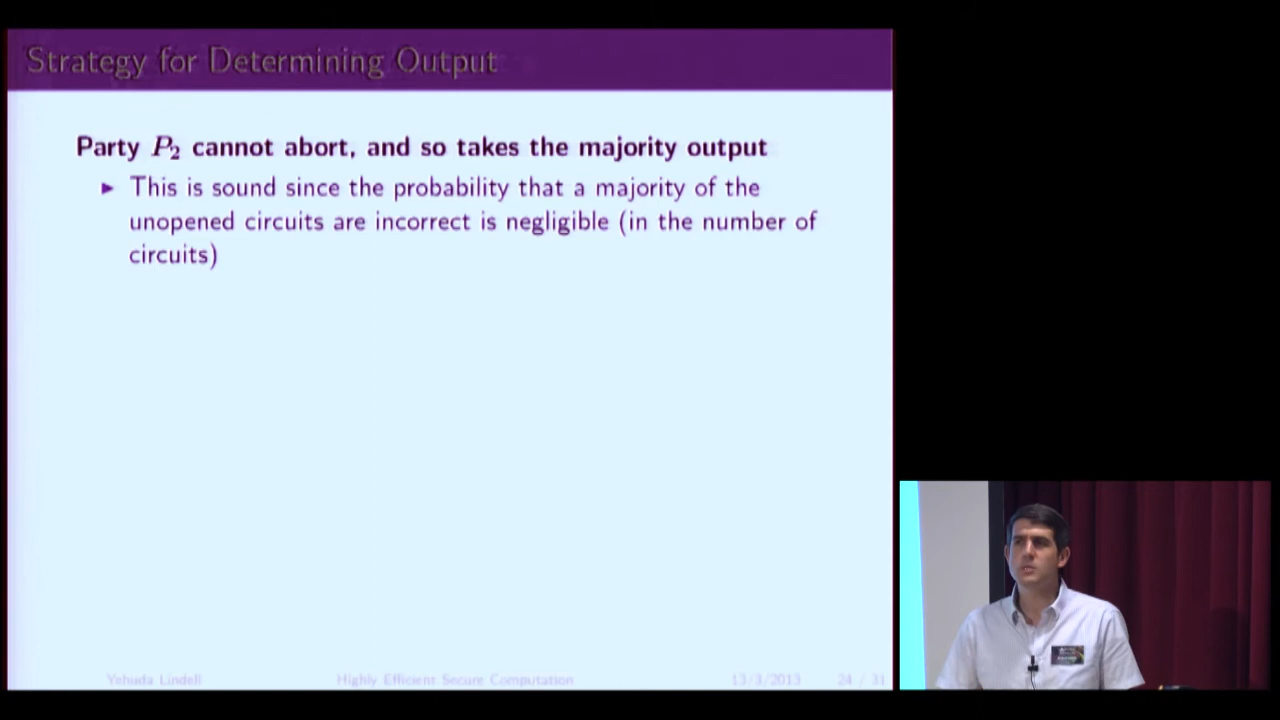 Strategy for Determining Output
Party P₂ cannot abort, and so takes the majority output
▶ This is sound since the probability that a majority of the
unopened circuits are incorrect is negligible (in the number of
circuits)
Yehuda Lindell Highly Efficient Secure Computation 13/3/2013 24 / 31